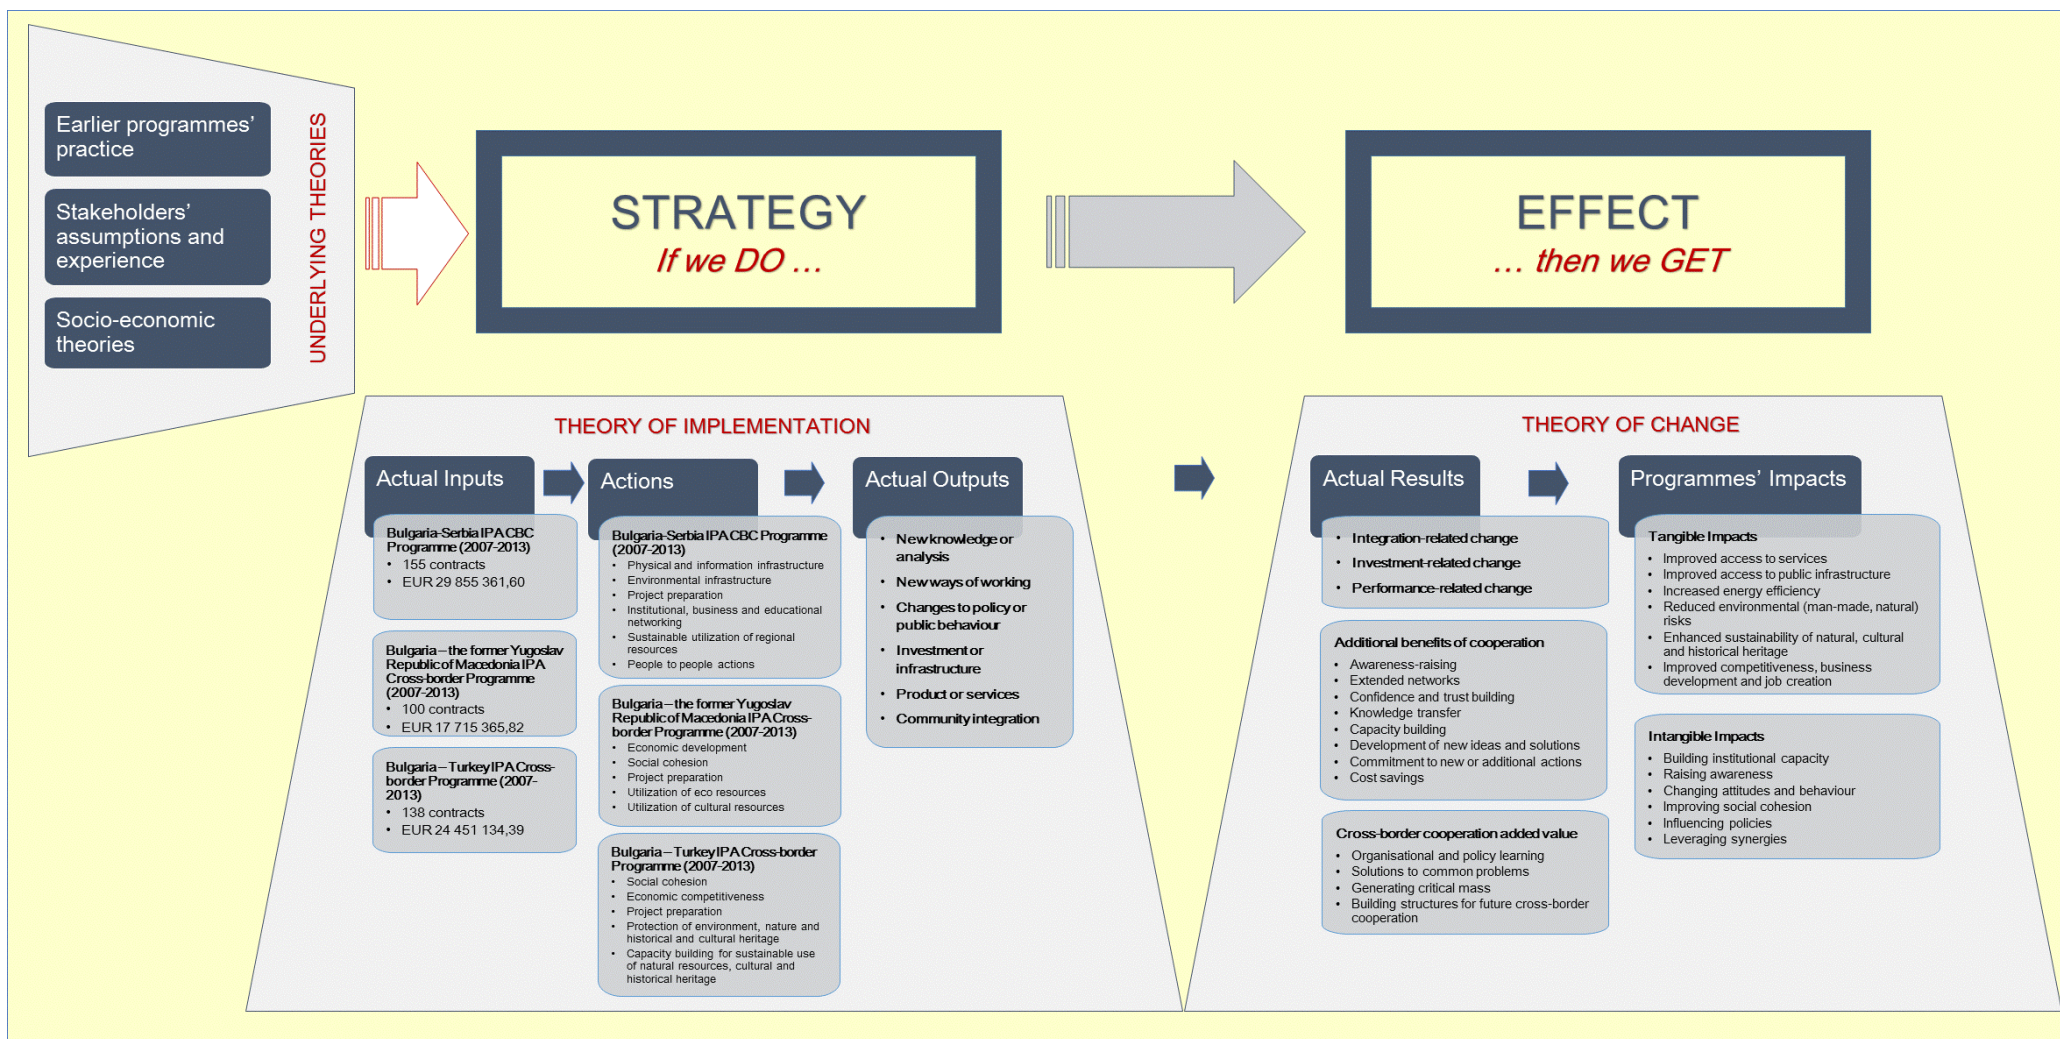 Earlier programmes'
practice
Stakeholders'
assumptions and
experience
Socio-economic
theories
UNDERLYING THEORIES
STRATEGY
If we DO …
EFFECT
… then we GET
THEORY OF IMPLEMENTATION
Actual Inputs
Bulgaria-Serbia IPA CBC
Programme (2007-2013)
• 155 contracts
• EUR 29 855 361,60
Bulgaria – the former Yugoslav
Republic of Macedonia IPA
Cross-border Programme
(2007-2013)
• 100 contracts
• EUR 17 715 365,82
Bulgaria – Turkey IPA Cross-
border Programme (2007-
2013)
• 138 contracts
• EUR 24 451 134,39
Actions
Bulgaria-Serbia IPA CBC Programme
(2007-2013)
• Physical and information infrastructure
• Environmental infrastructure
• Project preparation
• Institutional, business and educational
networking
• Sustainable utilization of regional
resources
• People to people actions
Bulgaria – the former Yugoslav
Republic of Macedonia IPA Cross-
border Programme (2007-2013)
• Economic development
• Social cohesion
• Project preparation
• Utilization of eco resources
• Utilization of cultural resources
Bulgaria – Turkey IPA Cross-border
Programme (2007-2013)
• Social cohesion
• Economic competitiveness
• Project preparation
• Protection of environment, nature and
historical and cultural heritage
• Capacity building for sustainable use
of natural resources, cultural and
historical heritage
Actual Outputs
• New knowledge or
analysis
• New ways of working
• Changes to policy or
public behaviour
• Investment or
infrastructure
• Product or services
• Community integration
THEORY OF CHANGE
Actual Results
• Integration-related change
• Investment-related change
• Performance-related change
Additional benefits of cooperation
• Awareness-raising
• Extended networks
• Confidence and trust building
• Knowledge transfer
• Capacity building
• Development of new ideas and solutions
• Commitment to new or additional actions
• Cost savings
Cross-border cooperation added value
• Organisational and policy learning
• Solutions to common problems
• Generating critical mass
• Building structures for future cross-border
cooperation
Programmes' Impacts
Tangible Impacts
• Improved access to services
• Improved access to public infrastructure
• Increased energy efficiency
• Reduced environmental (man-made, natural)
risks
• Enhanced sustainability of natural, cultural
and historical heritage
• Improved competitiveness, business
development and job creation
Intangible Impacts
• Building institutional capacity
• Raising awareness
• Changing attitudes and behaviour
• Improving social cohesion
• Influencing policies
• Leveraging synergies